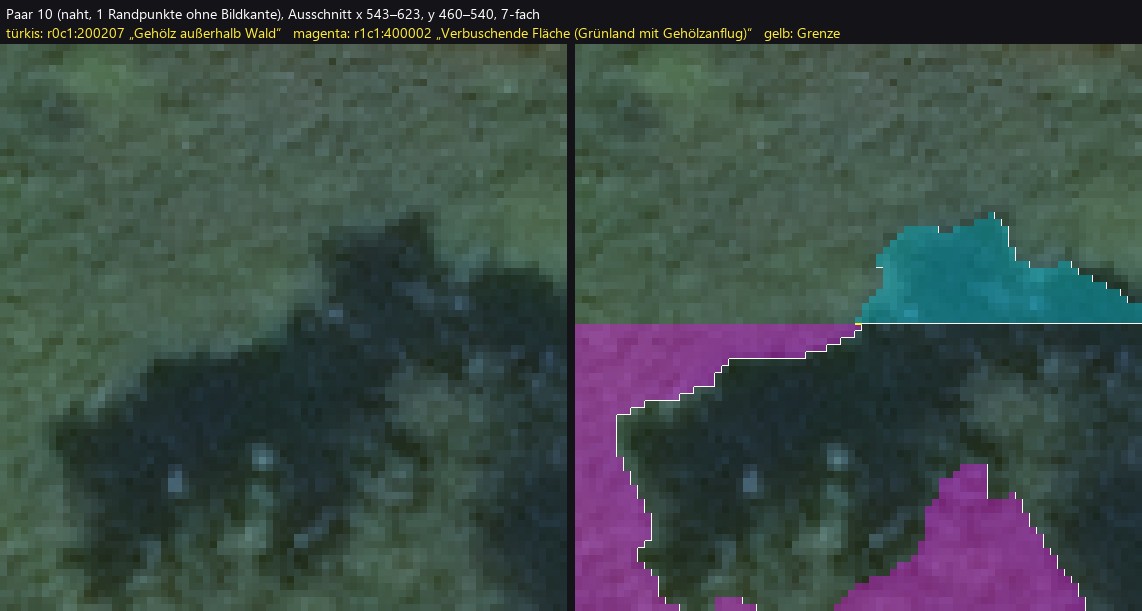 Paar 10 (naht, 1 Randpunkte ohne Bildkante), Ausschnitt x 543–623, y 460–540, 7-fach
türkis: r0c1:200207 „Gehölz außerhalb Wald“ magenta: r1c1:400002 „Verbuschende Fläche (Grünland mit Gehölzanflug)“ gelb: Grenze